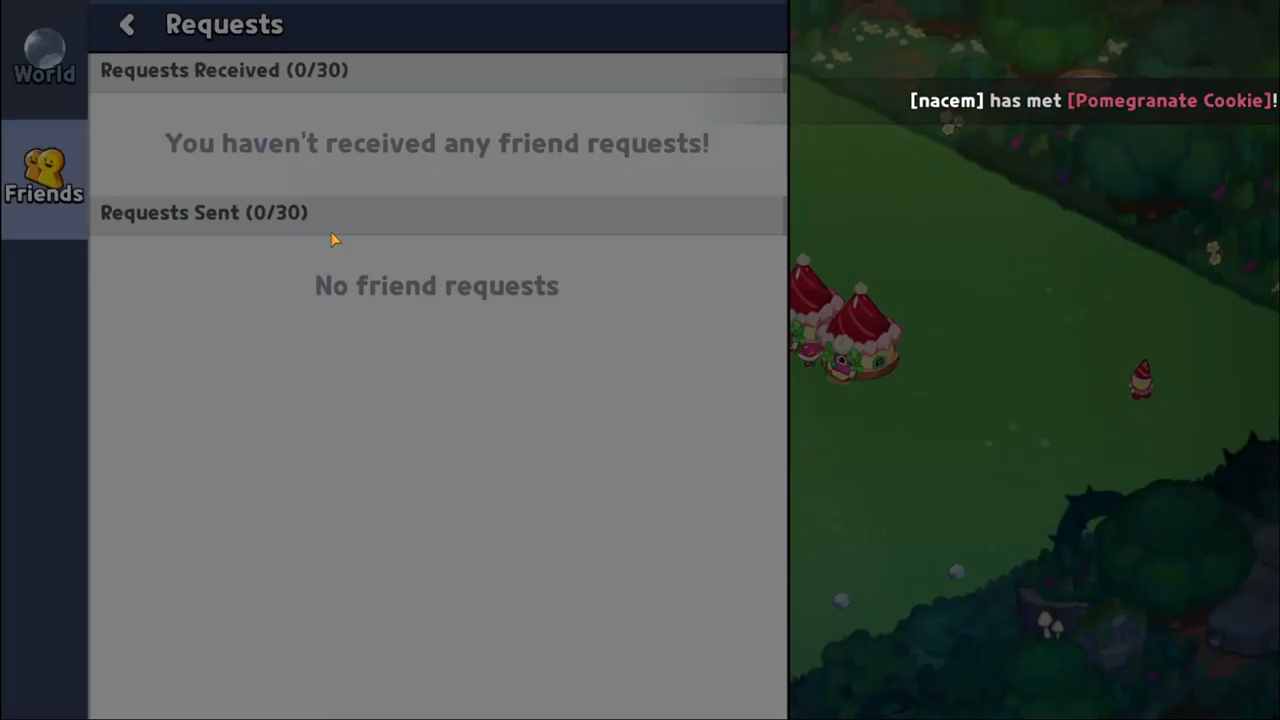 World
Friends
Requests
Requests Received (0/30)
You haven't received any friend requests!
Requests Sent (0/30)
No friend requests
[nacem] has met [Pomegranate Cookie]!